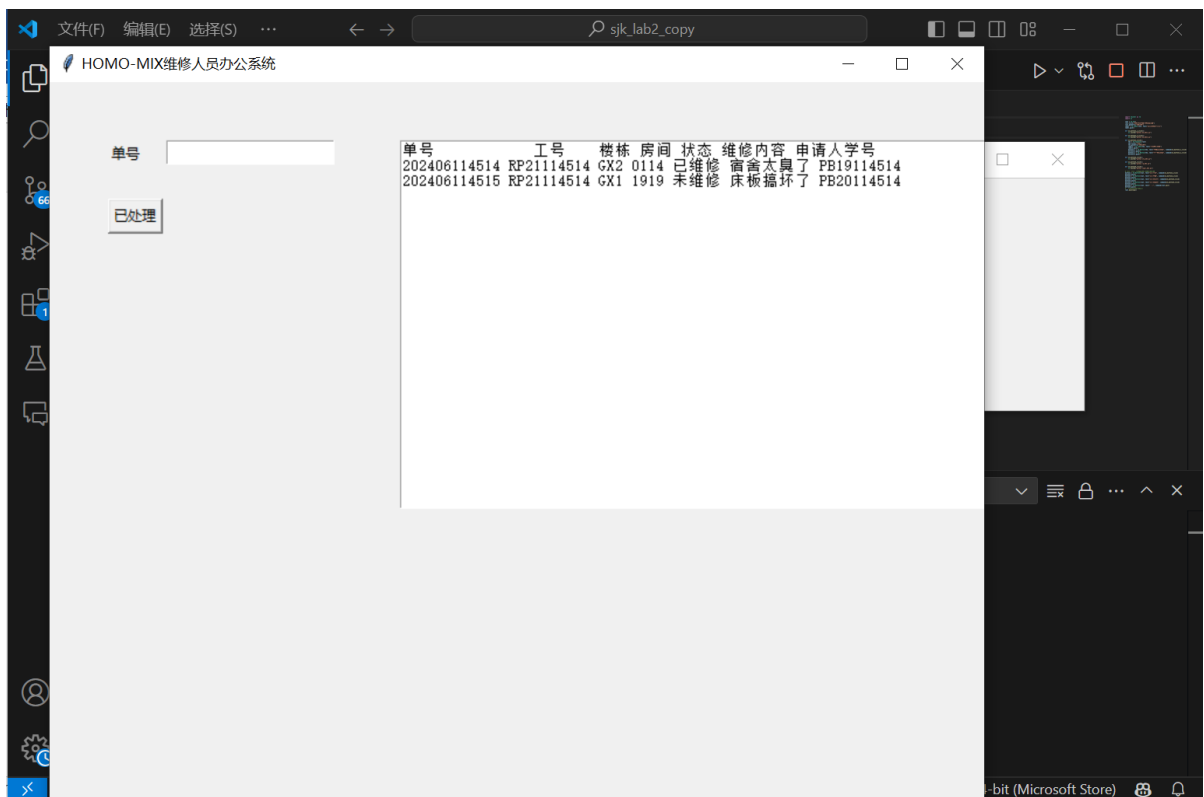 文件(F) 编辑(E) 选择(S) ··· sjk_lab2_copy
HOMO-MIX维修人员办公系统
单号
已处理
单号 工号 楼栋 房间 状态 维修内容 申请人学号
202406114514 RP21114514 GX2 0114 已维修 宿舍太臭了 PB19114514
202406114515 RP21114514 GX1 1919 未维修 床板搞坏了 PB20114514
66
1
-bit (Microsoft Store)